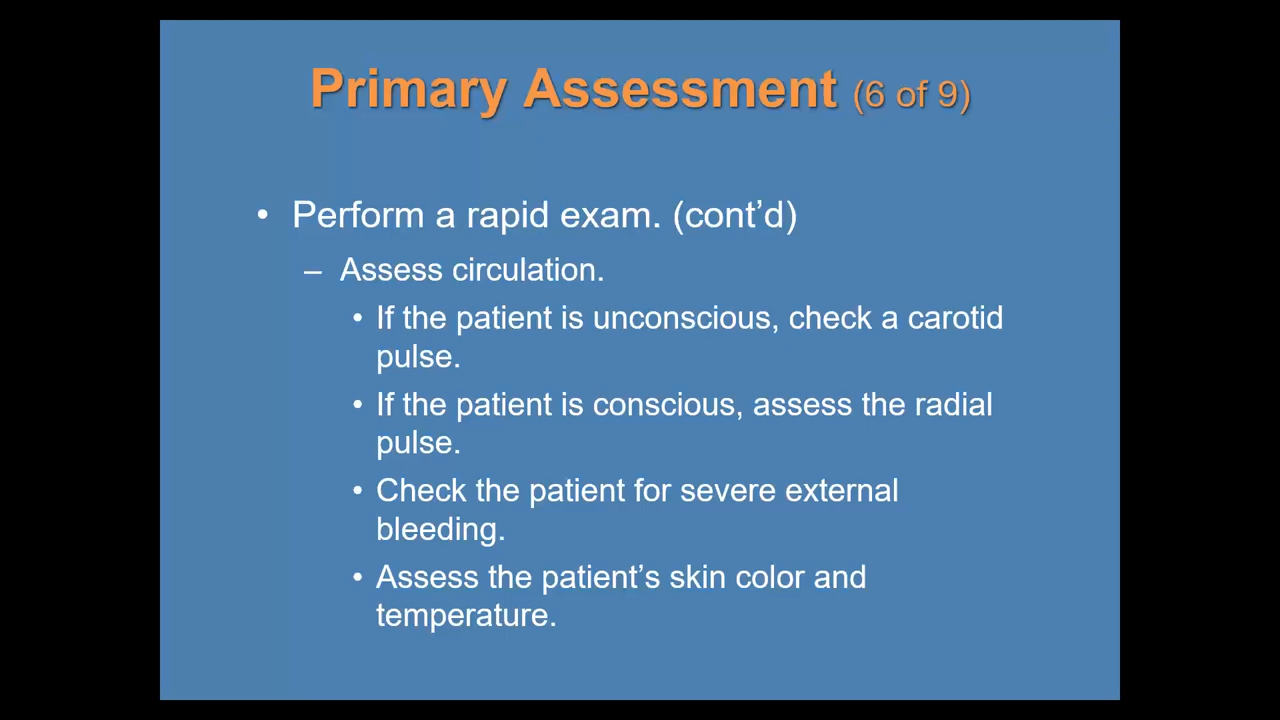 Primary Assessment (6 of 9)
• Perform a rapid exam. (cont’d)
– Assess circulation.
• If the patient is unconscious, check a carotid
pulse.
• If the patient is conscious, assess the radial
pulse.
• Check the patient for severe external
bleeding.
• Assess the patient’s skin color and
temperature.